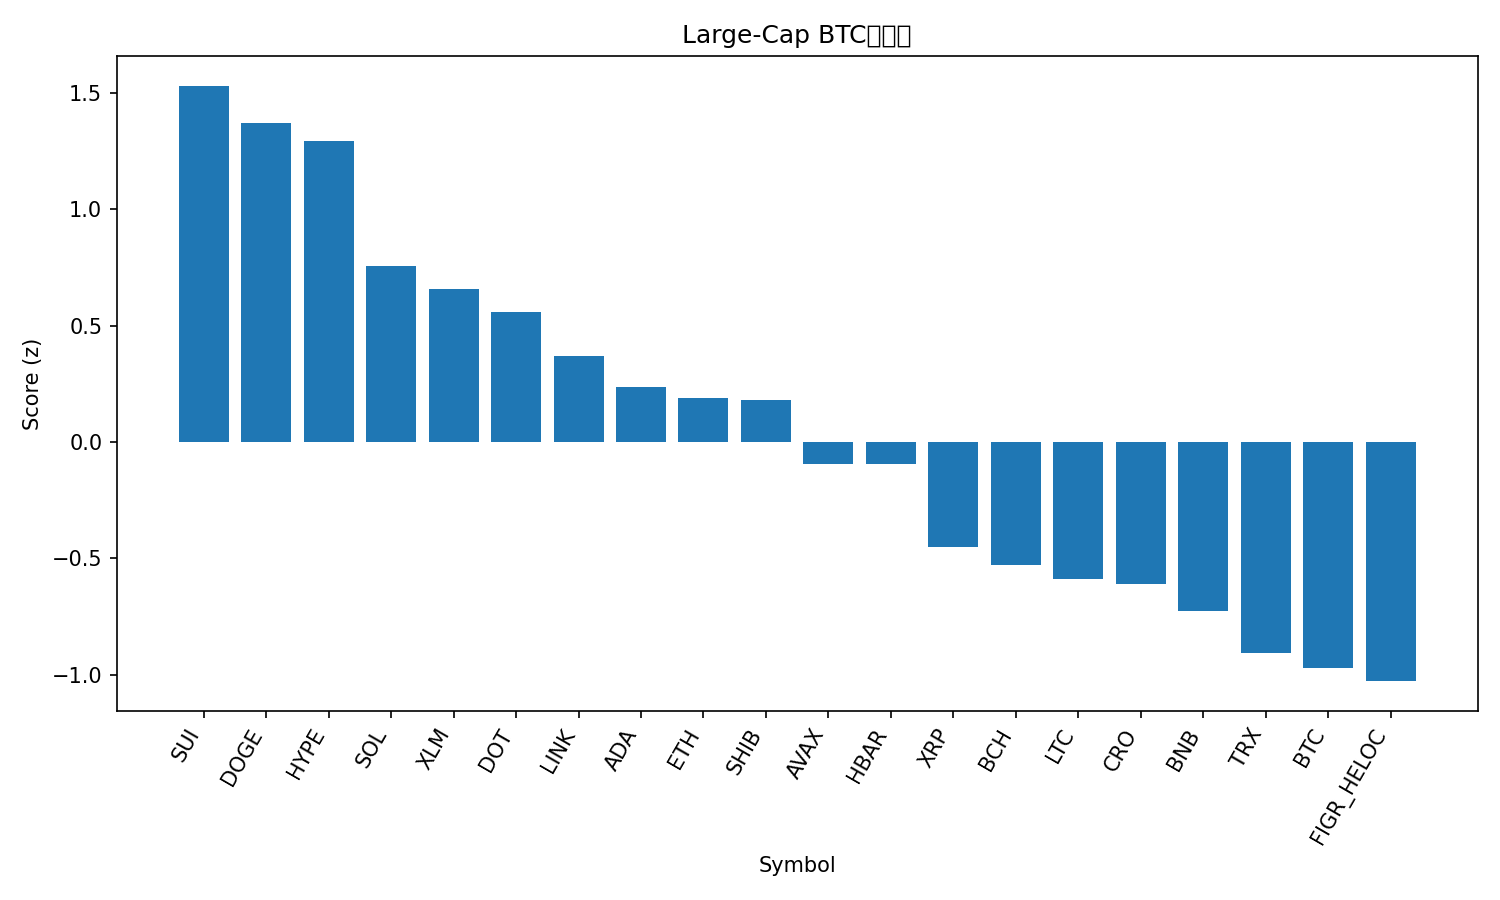 Large-Cap BTC
Score (z)
1.5
1.0
0.5
0.0
−0.5
−1.0
SUI
DOGE
HYPE
SOL
XLM
DOT
LINK
ADA
ETH
SHIB
AVAX
HBAR
XRP
BCH
LTC
CRO
BNB
TRX
BTC
FIGR_HELOC
Symbol